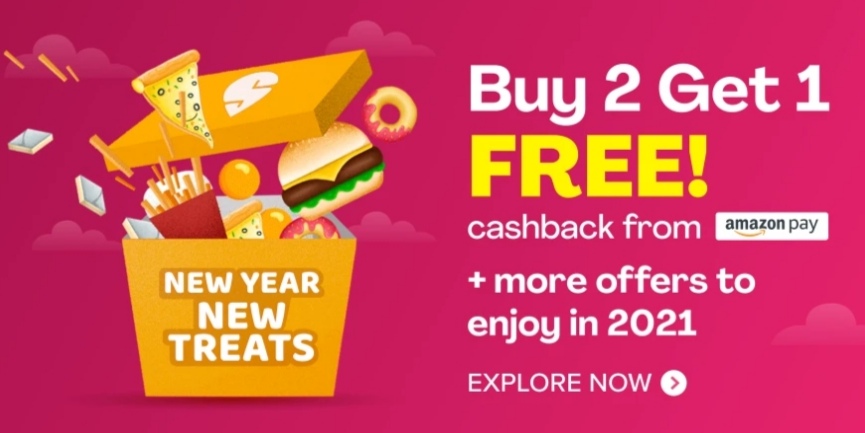 NEW YEAR
NEW
TREATS
Buy 2 Get 1
FREE!
cashback from amazon pay
+ more offers to
enjoy in 2021
EXPLORE NOW